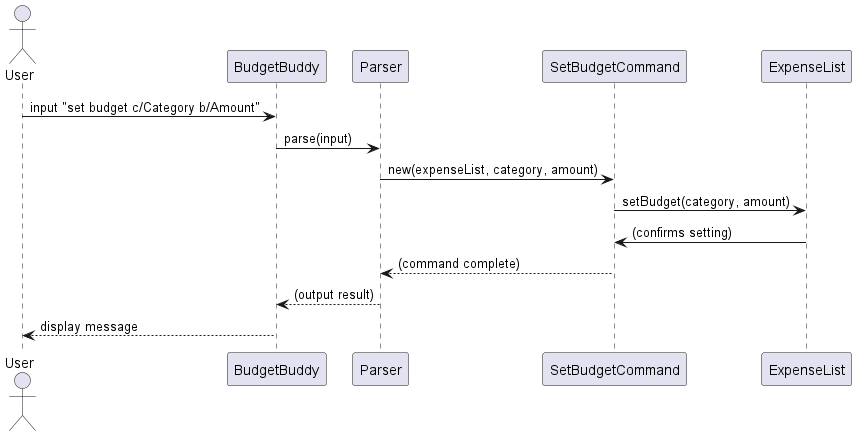 User
BudgetBuddy
Parser
SetBudgetCommand
ExpenseList
input "set budget c/Category b/Amount"
parse(input)
new(expenseList, category, amount)
setBudget(category, amount)
(confirms setting)
(command complete)
(output result)
display message
User
BudgetBuddy
Parser
SetBudgetCommand
ExpenseList